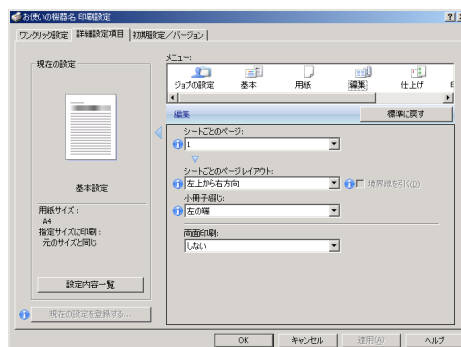 お使いの機器名 印刷設定
ワンクリック設定 詳細設定項目 初期設定/バージョン
現在の設定
基本設定
用紙サイズ:
A4
指定サイズに印刷:
元のサイズと同じ
設定内容一覧
現在の設定を登録する...
メニュー:
ジョブの設定 基本 用紙 編集 仕上げ
編集 標準に戻す
シートごとのページ:
1
シートごとのページレイアウト:
左上から右方向 境界線を引く(D)
小冊子綴じ:
左の端
両面印刷:
しない
OK キャンセル 適用(A) ヘルプ